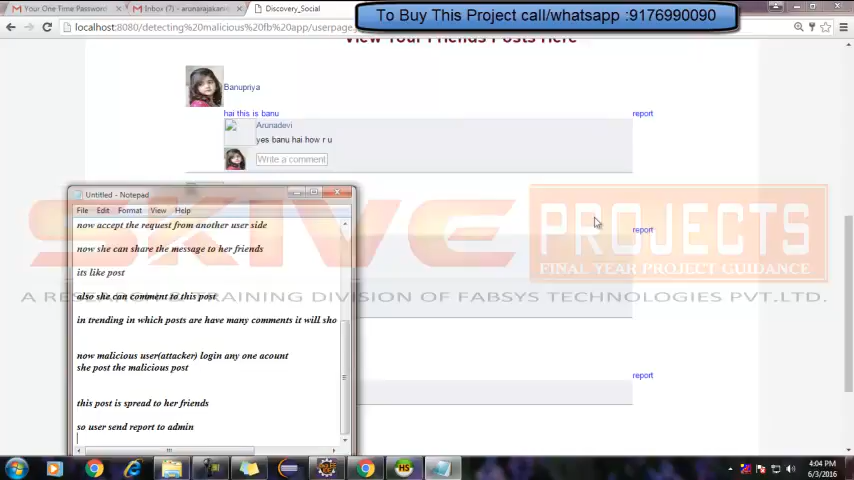 Your One Time Password
Inbox (7) - arunarajakani
Discovery_Social
To Buy This Project call/whatsapp :9176990090
localhost:8080/detecting%20malicious%20fb%20app/userpage.j
View Your Friends Posts Here
Banupriya
hai this is banu
report
Arunadevi
yes banu hai how r u
Write a comment
Untitled - Notepad
File Edit Format View Help
now accept the request from another user side
now she can share the message to her friends
its like post
also she can comment to this post
in trending in which posts are have many comments it will sho
now malicious user(attacker) login any one acount
she post the malicious post
this post is spread to her friends
so user send report to admin
report
report
SKIVE PROJECTS
FINAL YEAR PROJECT GUIDANCE
A RESEARCH & TRAINING DIVISION OF FABSYS TECHNOLOGIES PVT.LTD.
HS
4:04 PM
6/3/2016